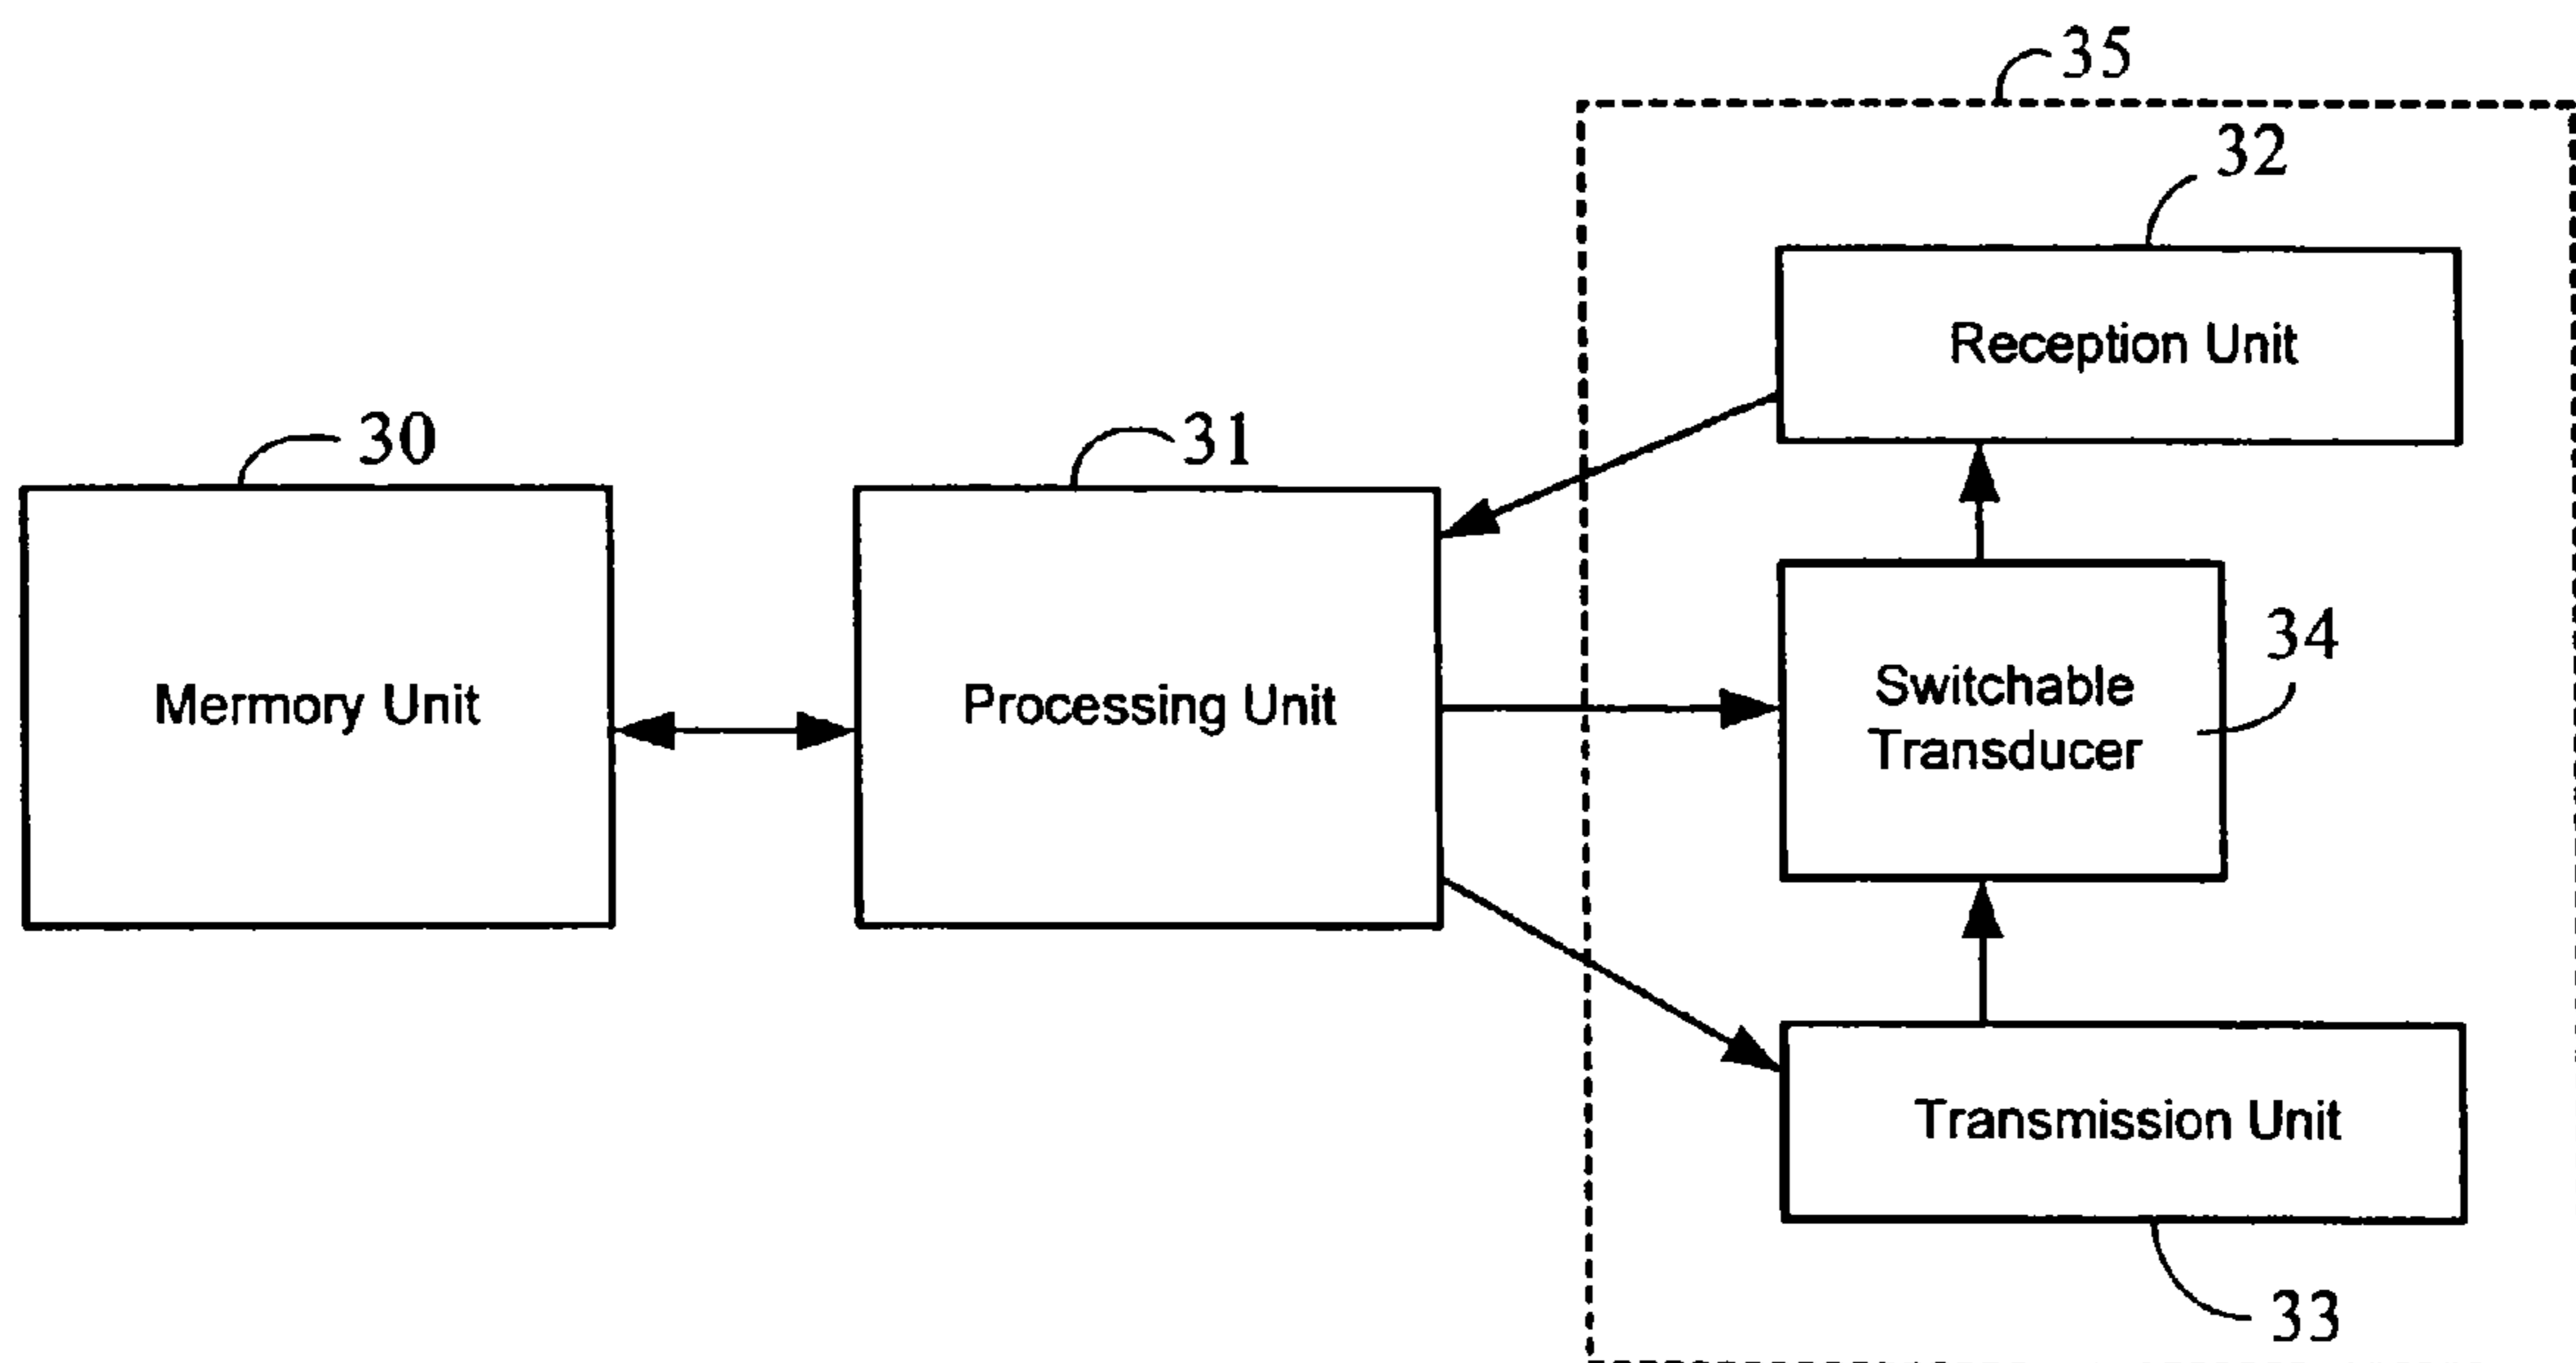 35
32
Reception Unit
30
31
Mermory Unit
Processing Unit
34
Switchable
Transducer
Transmission Unit
33